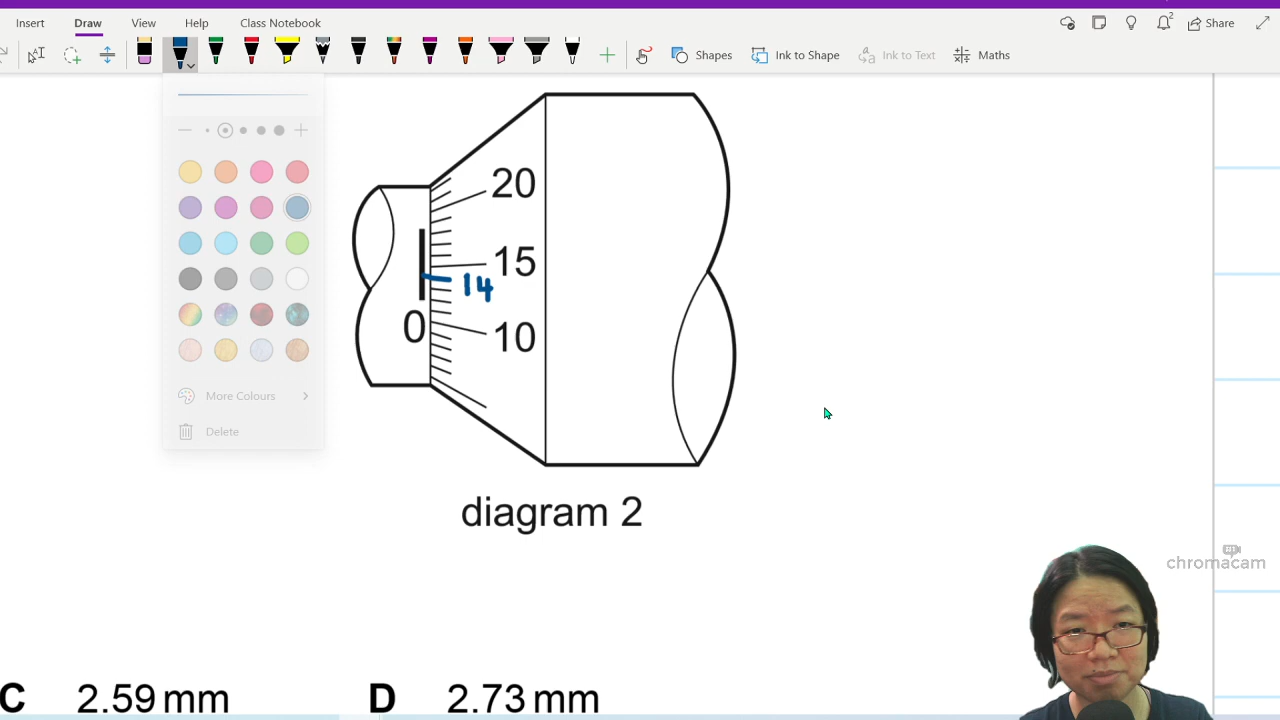 Insert Draw View Help Class Notebook 2 Share
Shapes Ink to Shape Ink to Text Maths
20
15
14
0
10
More Colours
Delete
diagram 2
chromacam
C 2.59 mm D 2.73 mm